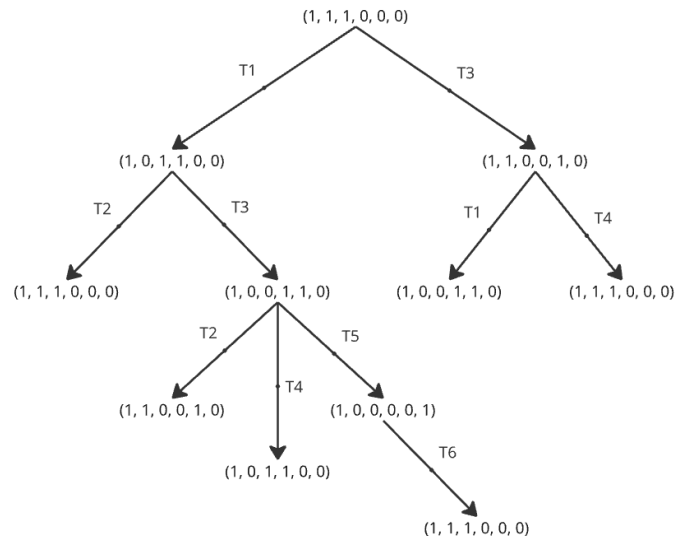 (1, 1, 1, 0, 0, 0)
T1
T3
(1, 0, 1, 1, 0, 0)
(1, 1, 0, 0, 1, 0)
T2
T3
T1
T4
(1, 1, 1, 0, 0, 0)
(1, 0, 0, 1, 1, 0)
(1, 0, 0, 1, 1, 0)
(1, 1, 1, 0, 0, 0)
T2
T4
T5
(1, 1, 0, 0, 1, 0)
(1, 0, 0, 0, 0, 1)
T6
(1, 0, 1, 1, 0, 0)
(1, 1, 1, 0, 0, 0)